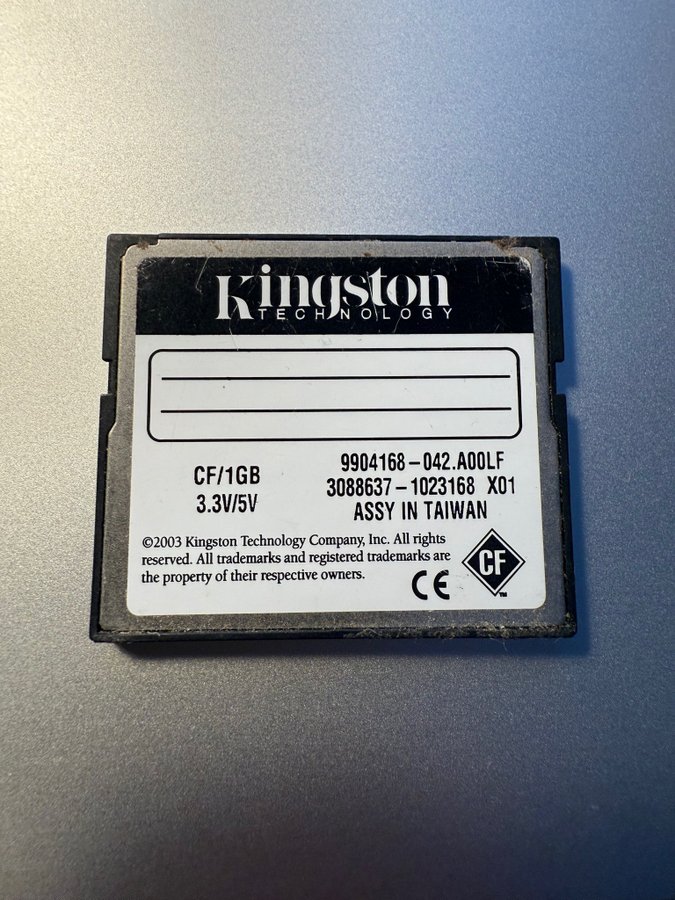 Kingston
TECHNOLOGY
CF/1GB
3.3V/5V
9904168-042.A00LF
3088637-1023168 X01
ASSY IN TAIWAN
©2003 Kingston Technology Company, Inc. All rights
reserved. All trademarks and registered trademarks are
the property of their respective owners.
CE
CF
™